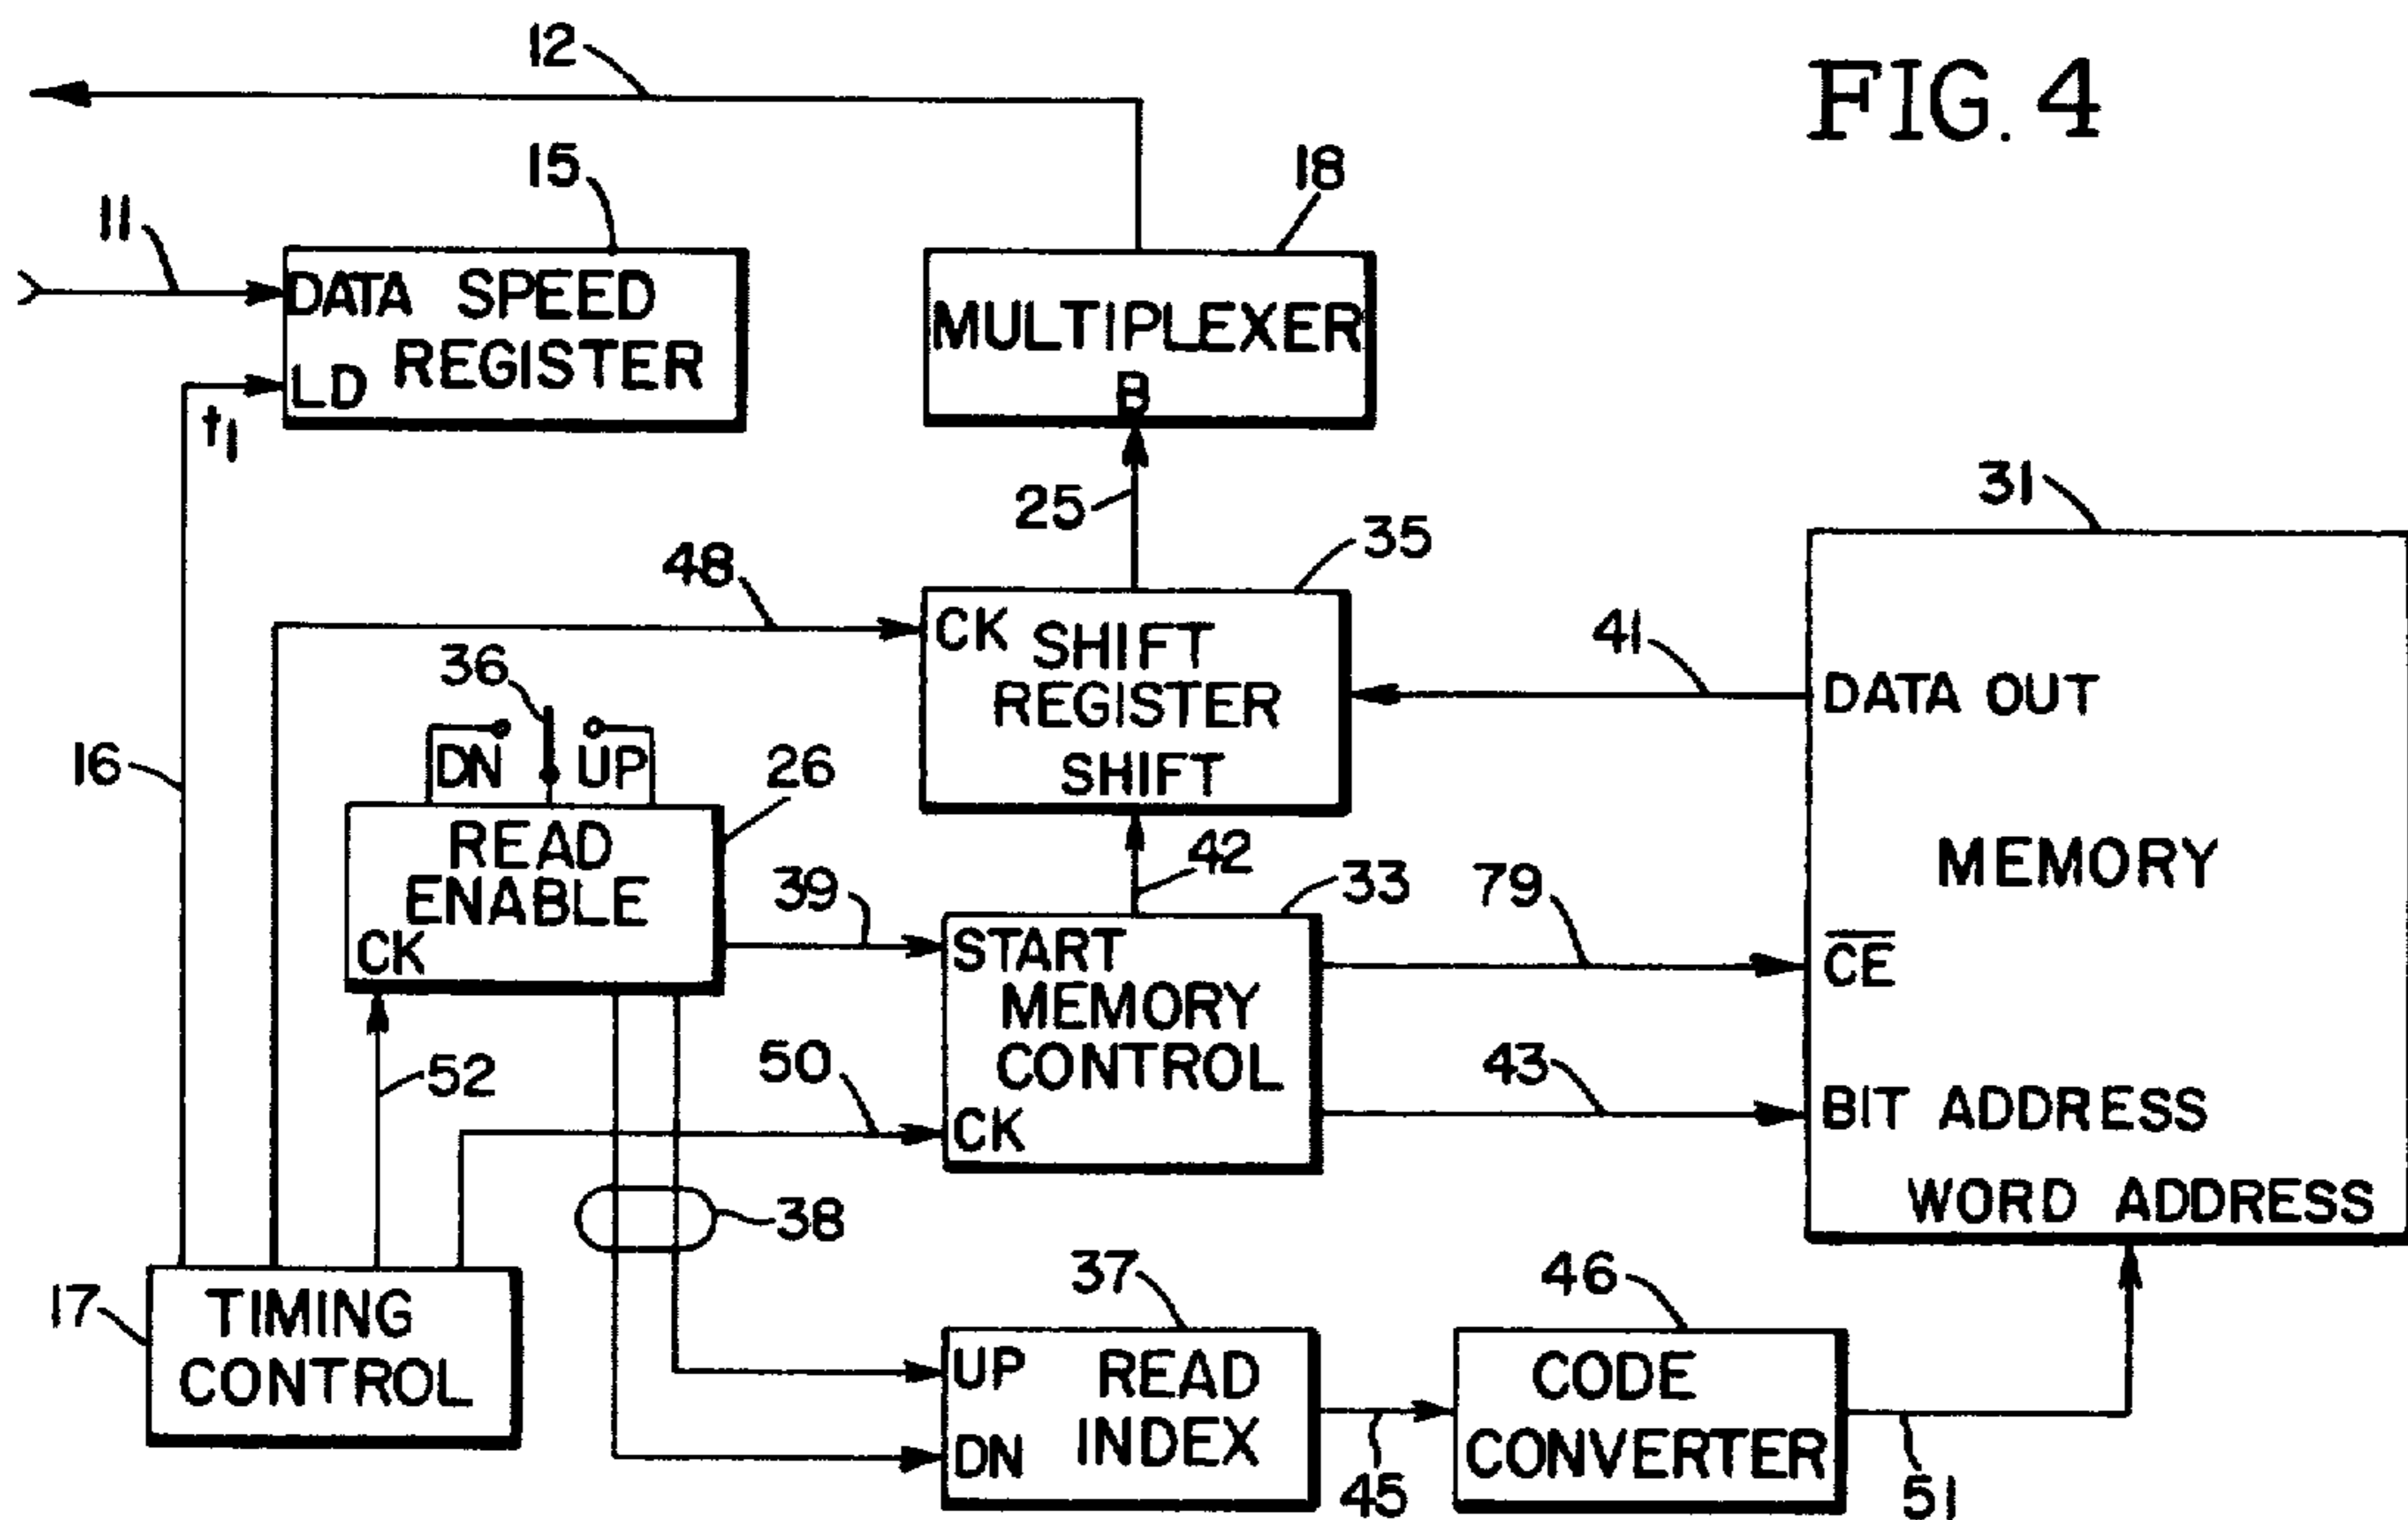 FIG. 4
12
15
18
11
DATA SPEED
REGISTER
LD
t1
MULTIPLEXER
B
25
31
48
35
CK SHIFT
REGISTER
SHIFT
41
DATA OUT
MEMORY
CE
BIT ADDRESS
WORD ADDRESS
36
DN UP
26
16
READ
ENABLE
CK
39
42
33
79
START
MEMORY
CONTROL
CK
52
50
43
38
17
TIMING
CONTROL
37
46
UP READ
INDEX
DN
CODE
CONVERTER
45
51